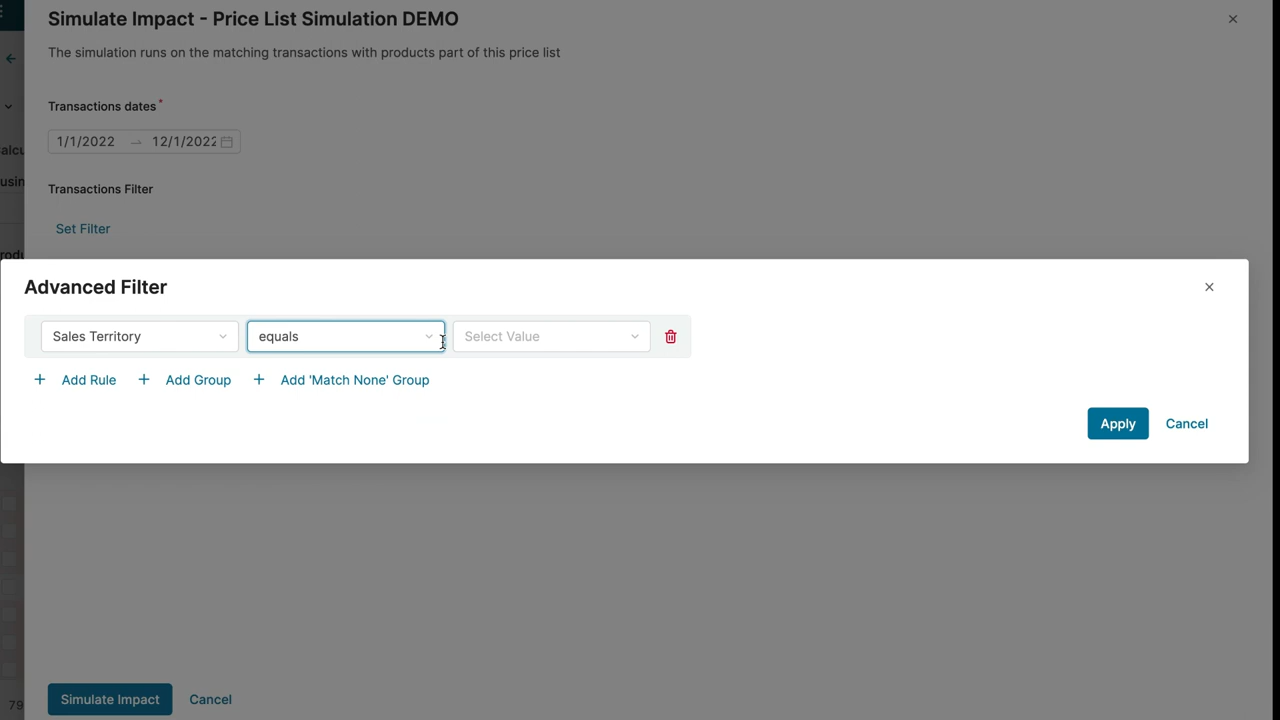 Simulate Impact - Price List Simulation DEMO
The simulation runs on the matching transactions with products part of this price list
Transactions dates*
1/1/2022 → 12/1/2022
Transactions Filter
Set Filter
Advanced Filter
Sales Territory equals Select Value
+ Add Rule + Add Group + Add 'Match None' Group
Apply Cancel
Simulate Impact Cancel
79